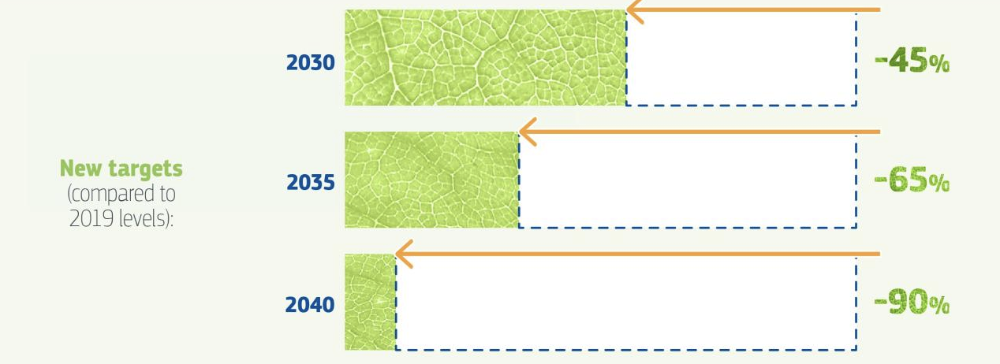 2030
-45%
New targets
(compared to
2019 levels):
2035
-65%
2040
-90%